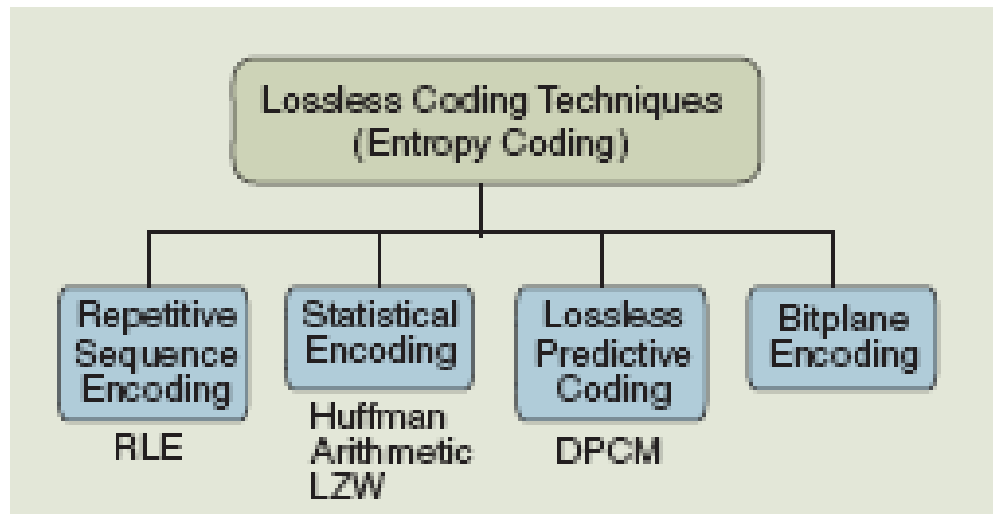 Lossless Coding Techniques
(Entropy Coding)
Repetitive
Sequence
Encoding
RLE
Statistical
Encoding
Huffman
Arithmetic
LZW
Lossless
Predictive
Coding
DPCM
Bitplane
Encoding